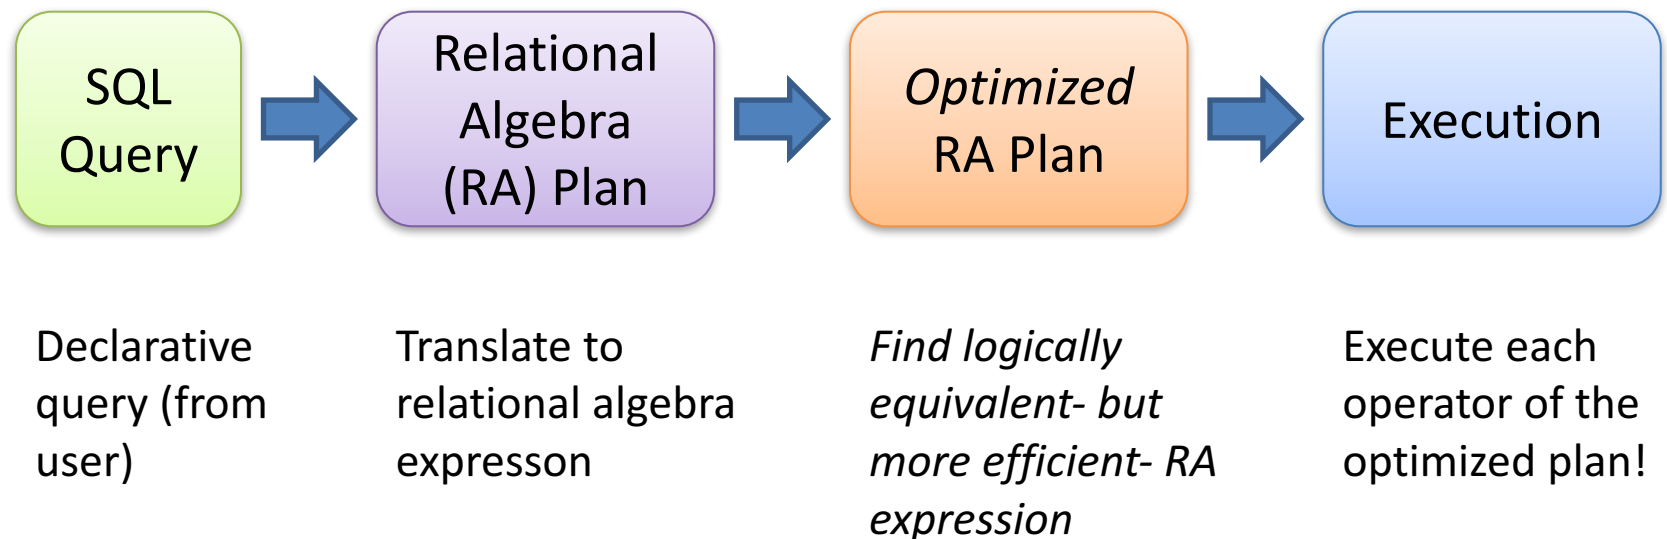 SQL
Query
Relational
Algebra
(RA) Plan
Optimized
RA Plan
Execution
Declarative
query (from
user)
Translate to
relational algebra
expresson
Find logically
equivalent- but
more efficient- RA
expression
Execute each
operator of the
optimized plan!